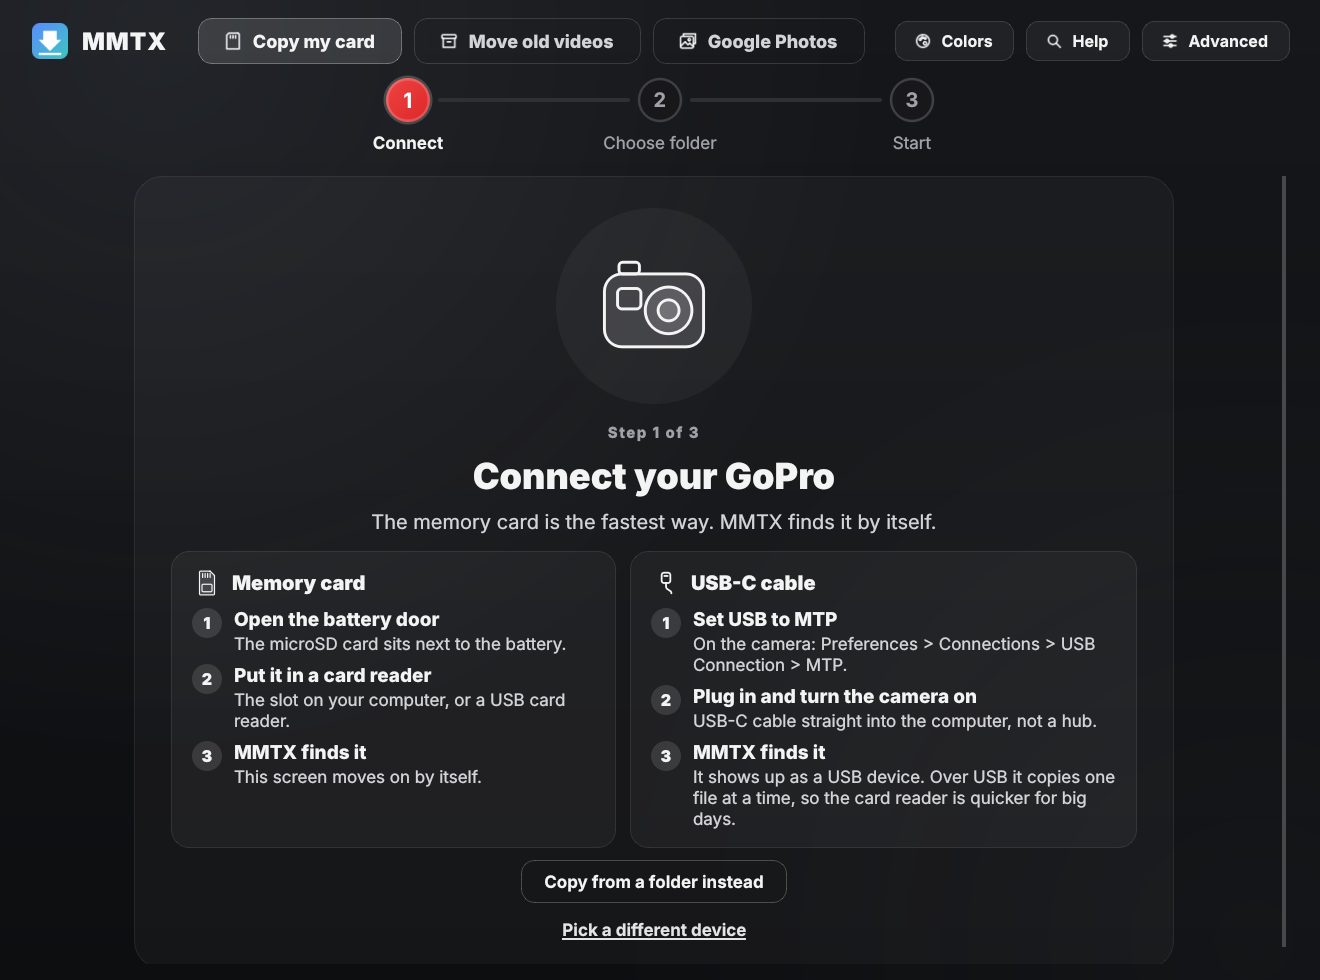 MMTX
Copy my card
Move old videos
Google Photos
Colors
Help
Advanced
1
2
3
Connect
Choose folder
Start
Step 1 of 3
Connect your GoPro
The memory card is the fastest way. MMTX finds it by itself.
Memory card
1
Open the battery door
The microSD card sits next to the battery.
2
Put it in a card reader
The slot on your computer, or a USB card
reader.
3
MMTX finds it
This screen moves on by itself.
USB-C cable
1
Set USB to MTP
On the camera: Preferences > Connections > USB
Connection > MTP.
2
Plug in and turn the camera on
USB-C cable straight into the computer, not a hub.
3
MMTX finds it
It shows up as a USB device. Over USB it copies one
file at a time, so the card reader is quicker for big
days.
Copy from a folder instead
Pick a different device